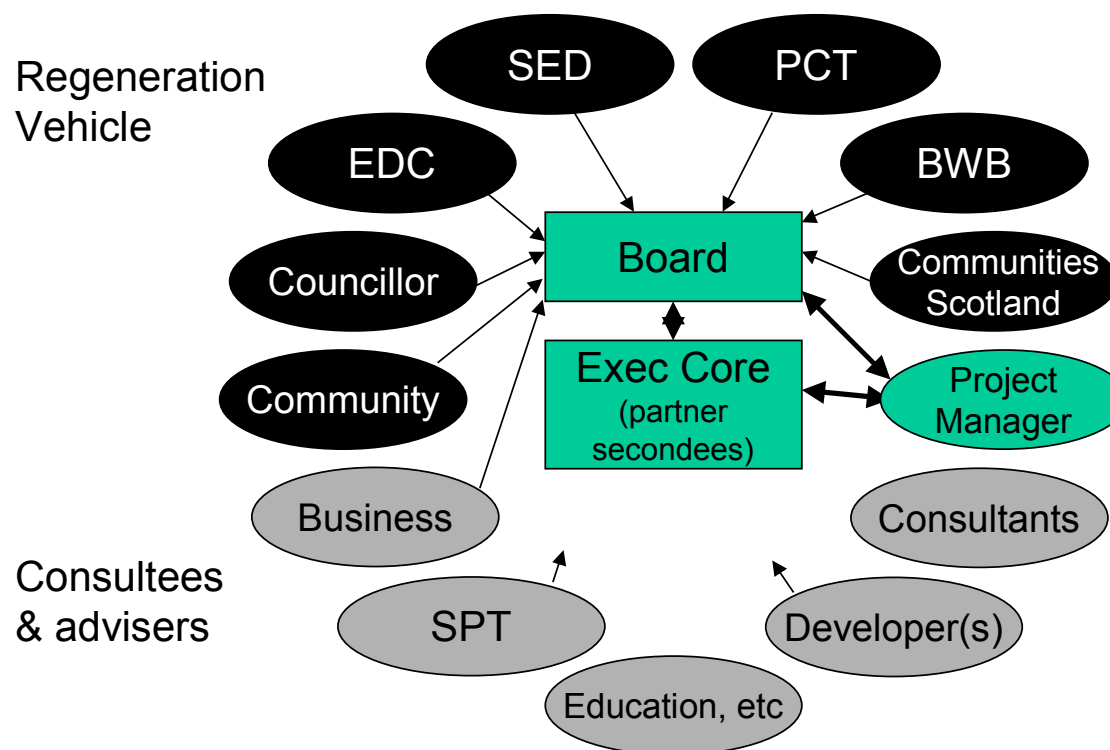 Regeneration
Vehicle
SED
PCT
EDC
BWB
Board
Councillor
Communities
Scotland
Community
Exec Core
(partner
secondees)
Project
Manager
Business
Consultants
Consultees
& advisers
SPT
Developer(s)
Education, etc